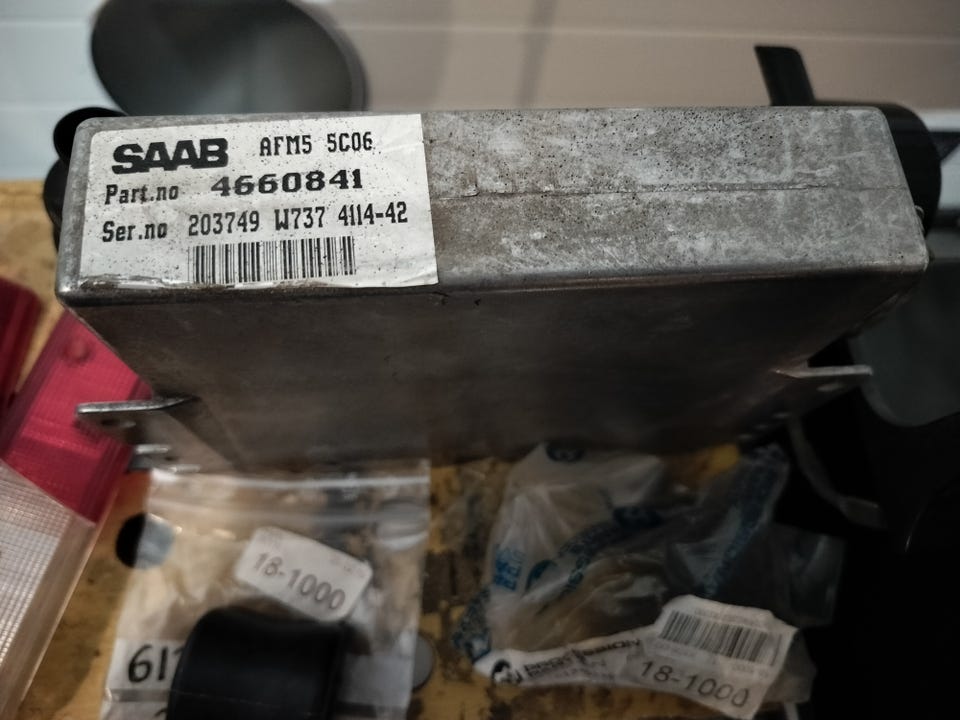 SAAB AFM5 5C06
Part.no 4660841
Ser.no 203749 W737 4114-42
18-1000
18-1000